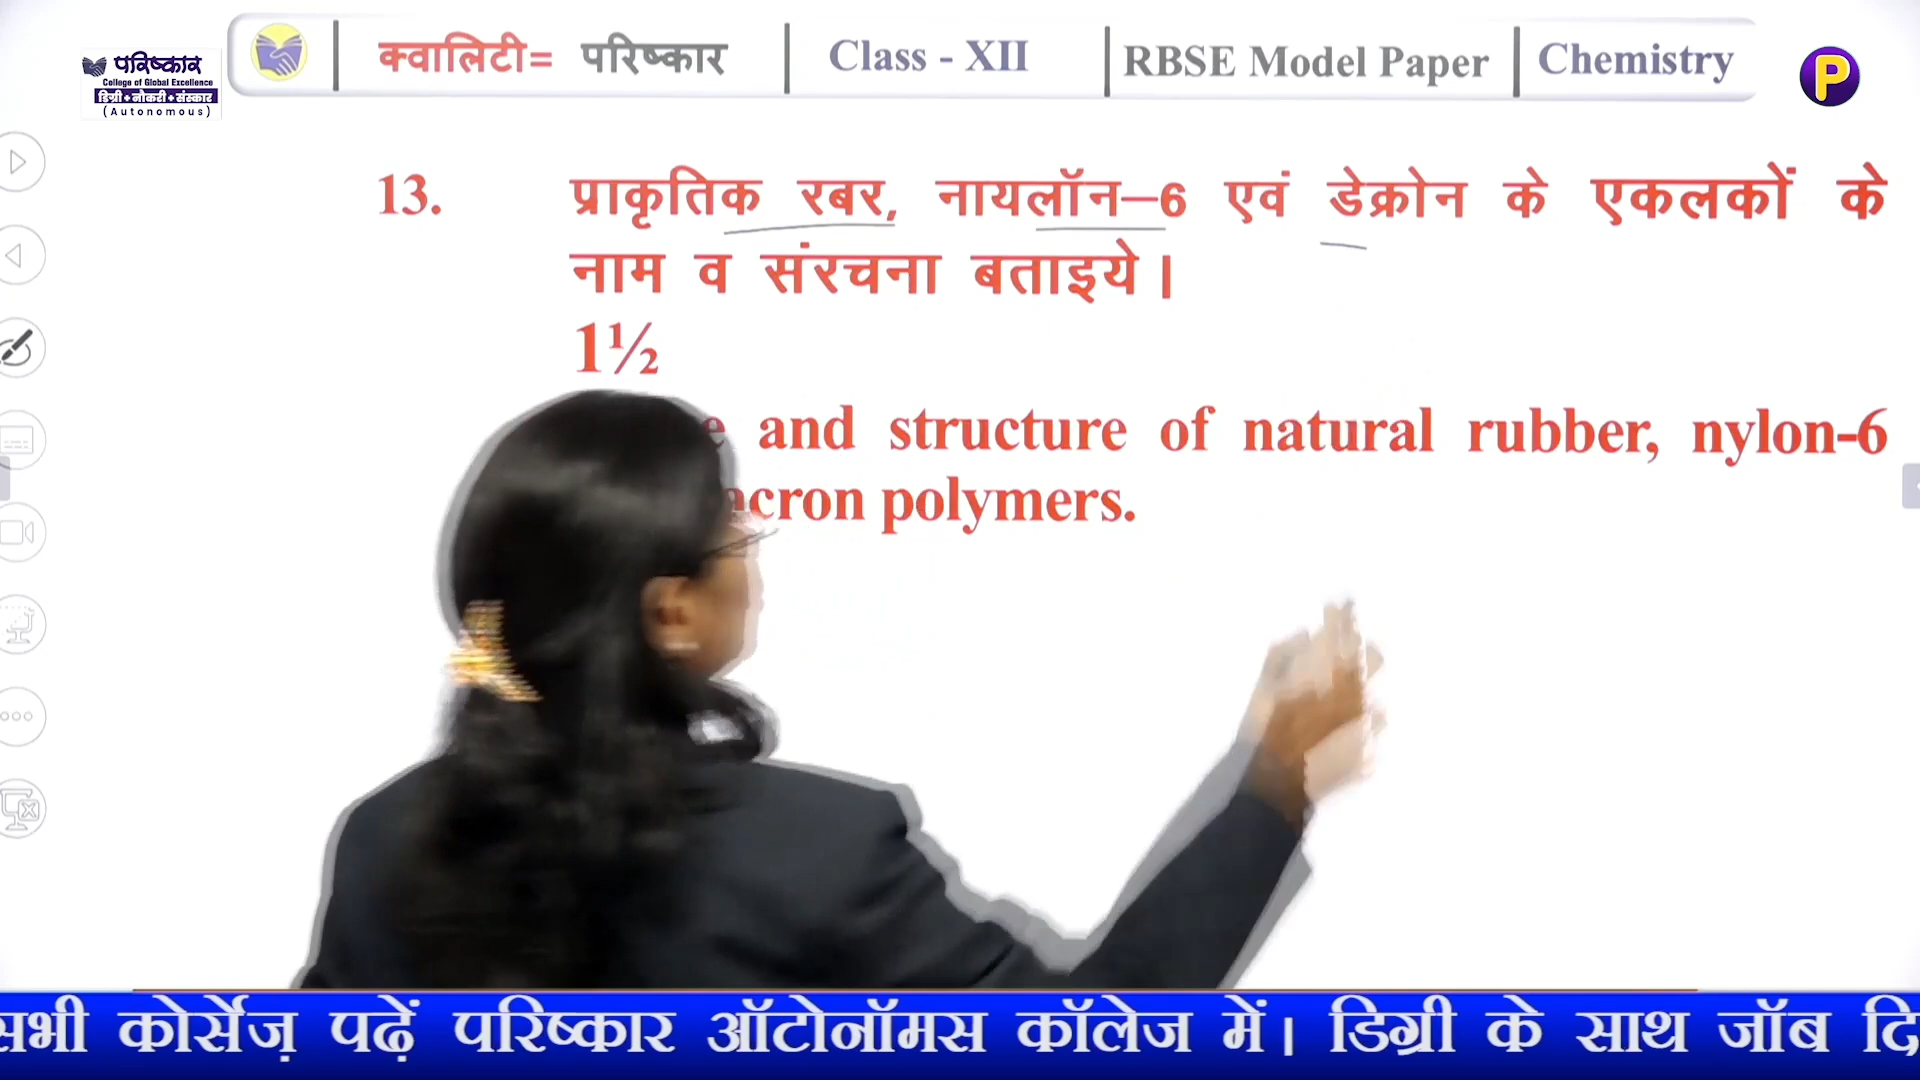 परिष्कार
College of Global Excellence
डिग्री + नौकरी + संस्कार
(Autonomous)
क्वालिटी= परिष्कार
Class - XII
RBSE Model Paper
Chemistry
P
13. प्राकृतिक रबर, नायलॉन–6 एवं डेक्रोन के एकलकों के
नाम व संरचना बताइये।
1½
and structure of natural rubber, nylon-6
polymers.
सभी कोर्सेज़ पढ़ें परिष्कार ऑटोनॉमस कॉलेज में। डिग्री के साथ जॉब